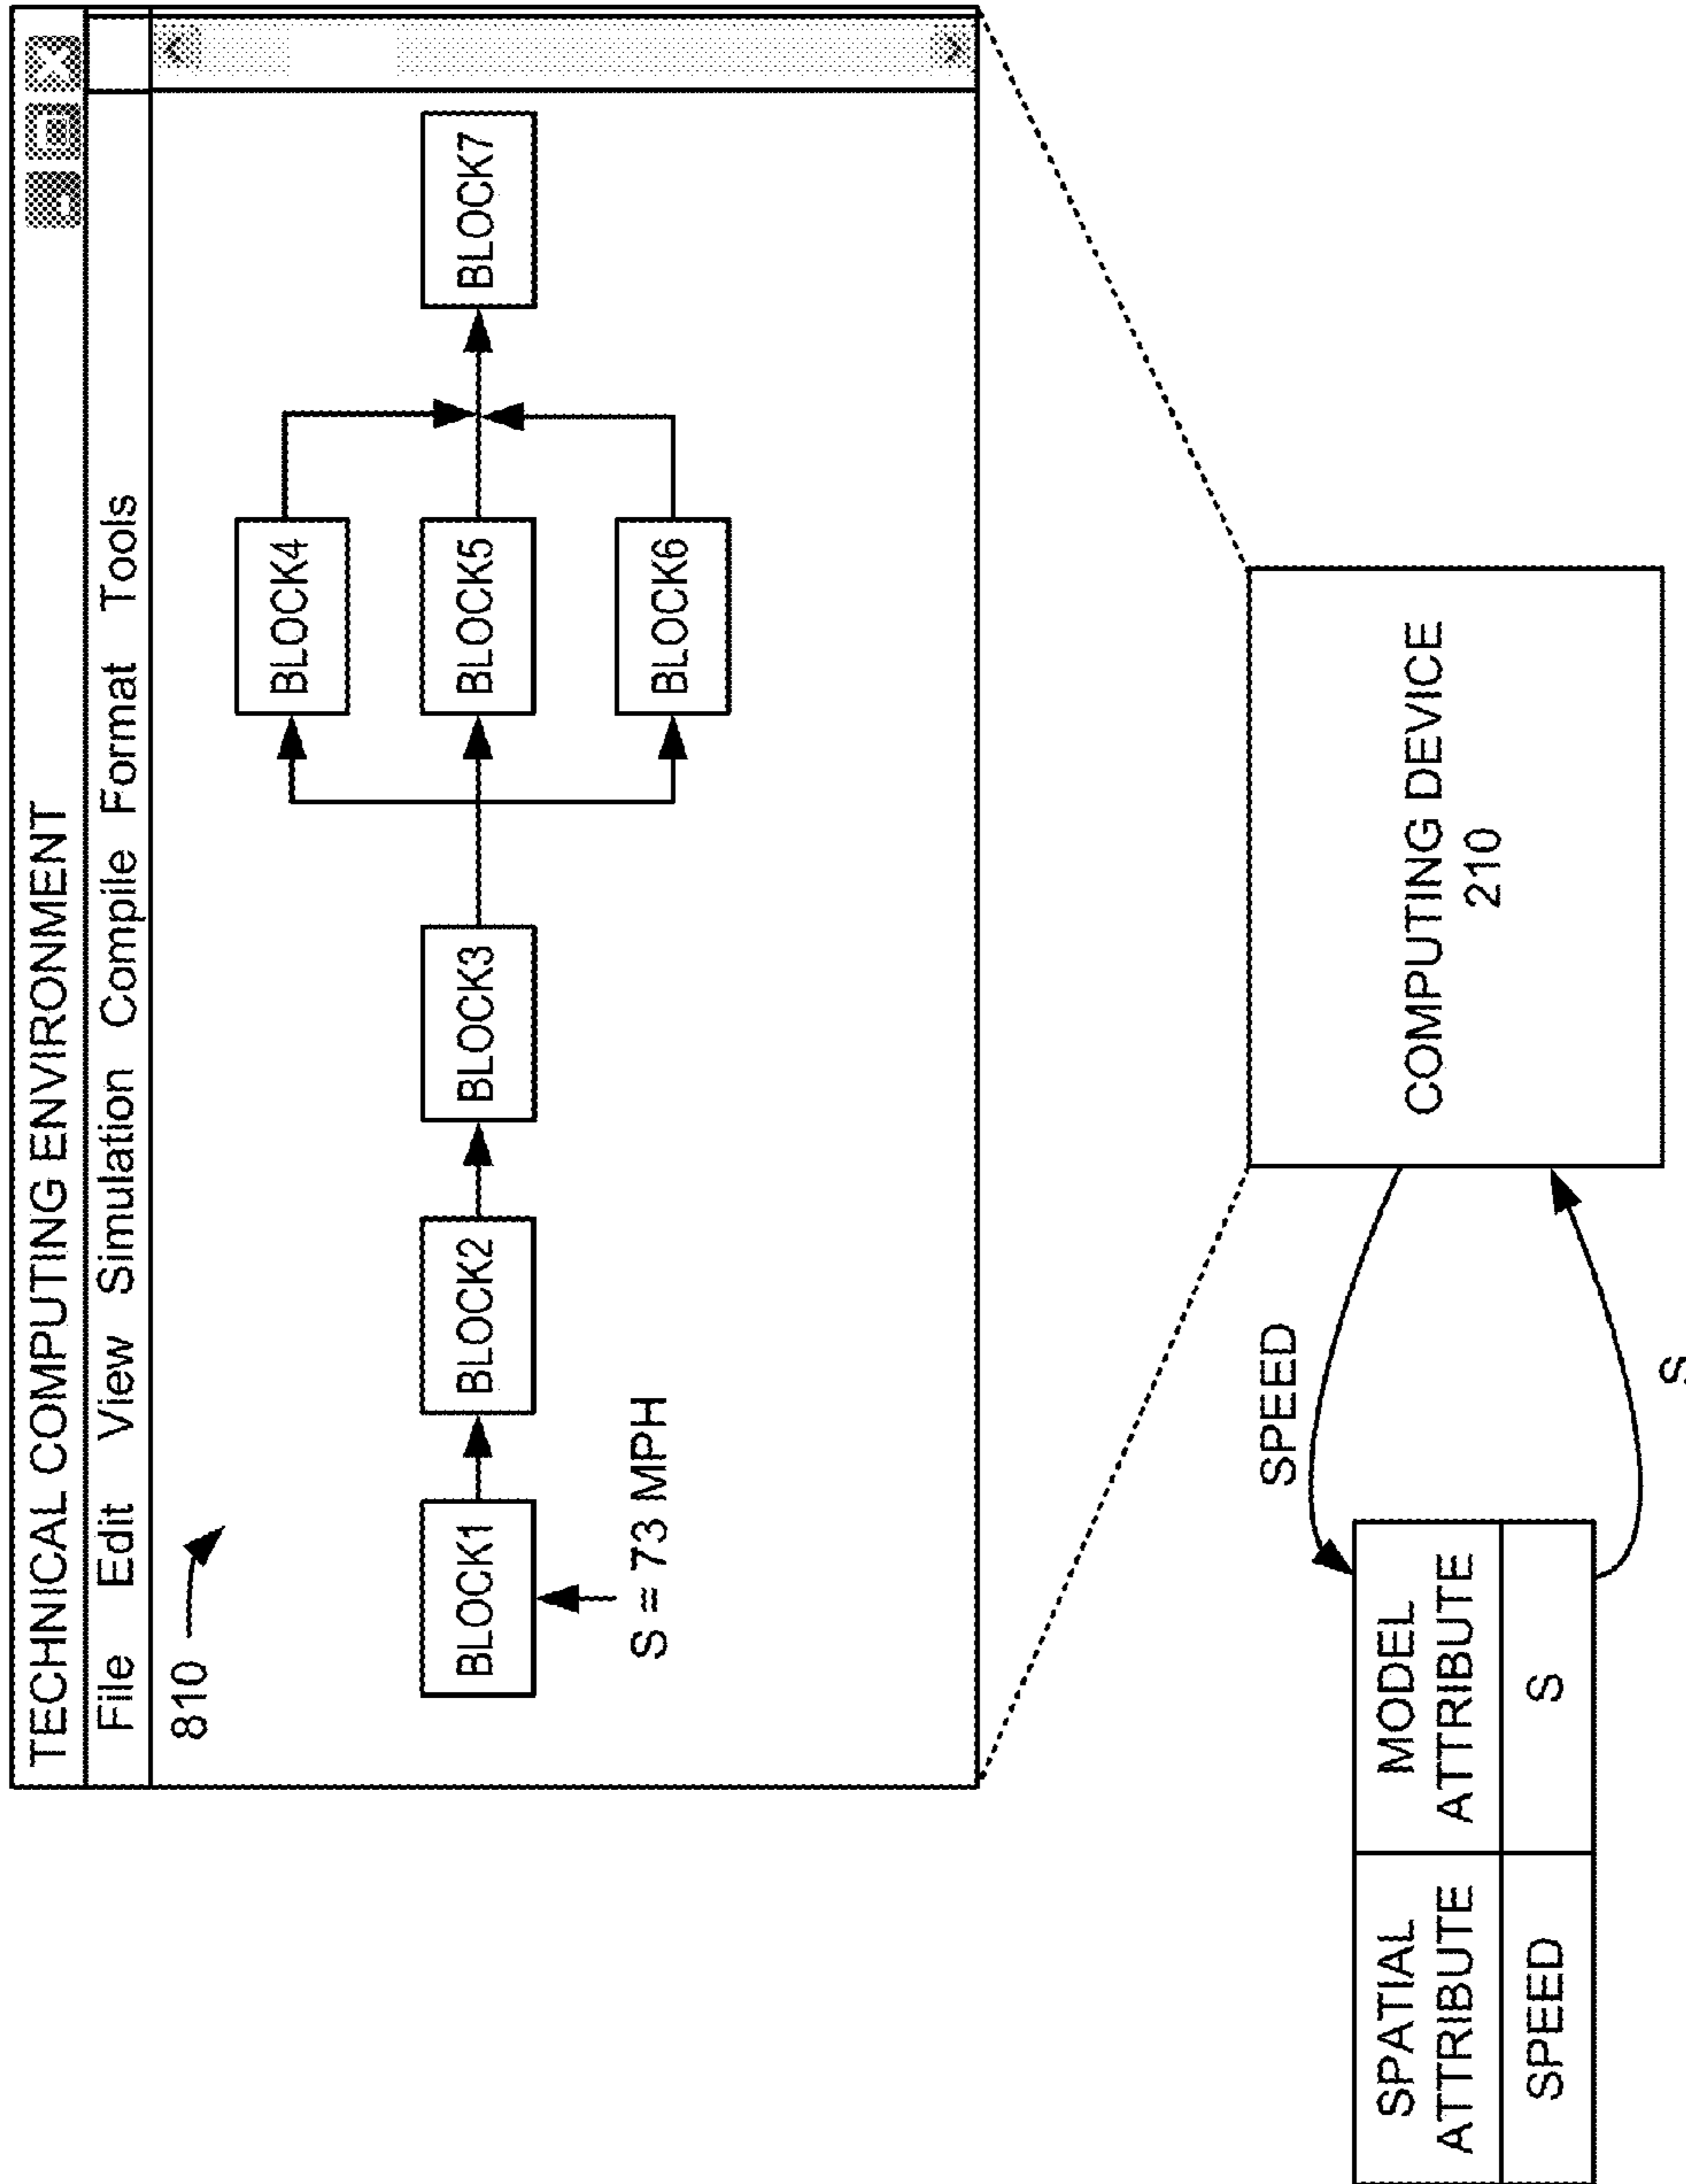 TECHNICAL COMPUTING ENVIRONMENT
File Edit View Simulation Compile Format Tools
810
BLOCK1
BLOCK2
BLOCK3
BLOCK4
BLOCK5
BLOCK6
BLOCK7
S = 73 MPH
SPEED
COMPUTING DEVICE
210
SPATIAL
ATTRIBUTE
MODEL
ATTRIBUTE
SPEED
S
S